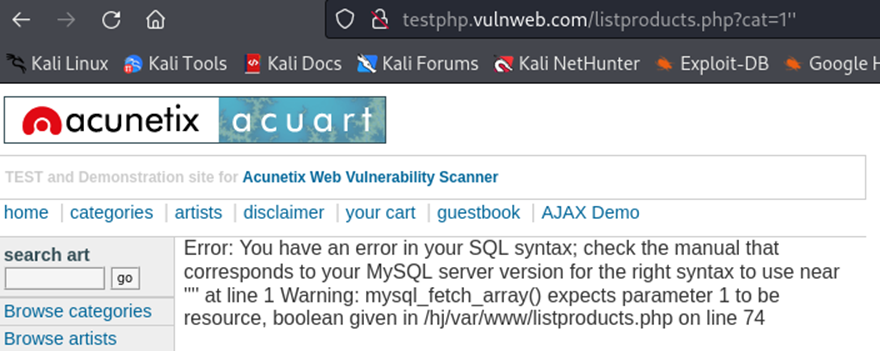 testphp.vulnweb.com/listproducts.php?cat=1''
Kali Linux Kali Tools Kali Docs Kali Forums Kali NetHunter Exploit-DB Google
acunetix acuart
TEST and Demonstration site for Acunetix Web Vulnerability Scanner
home | categories | artists | disclaimer | your cart | guestbook | AJAX Demo
search art
go
Browse categories
Browse artists
Error: You have an error in your SQL syntax; check the manual that
corresponds to your MySQL server version for the right syntax to use near
'''' at line 1 Warning: mysql_fetch_array() expects parameter 1 to be
resource, boolean given in /hj/var/www/listproducts.php on line 74